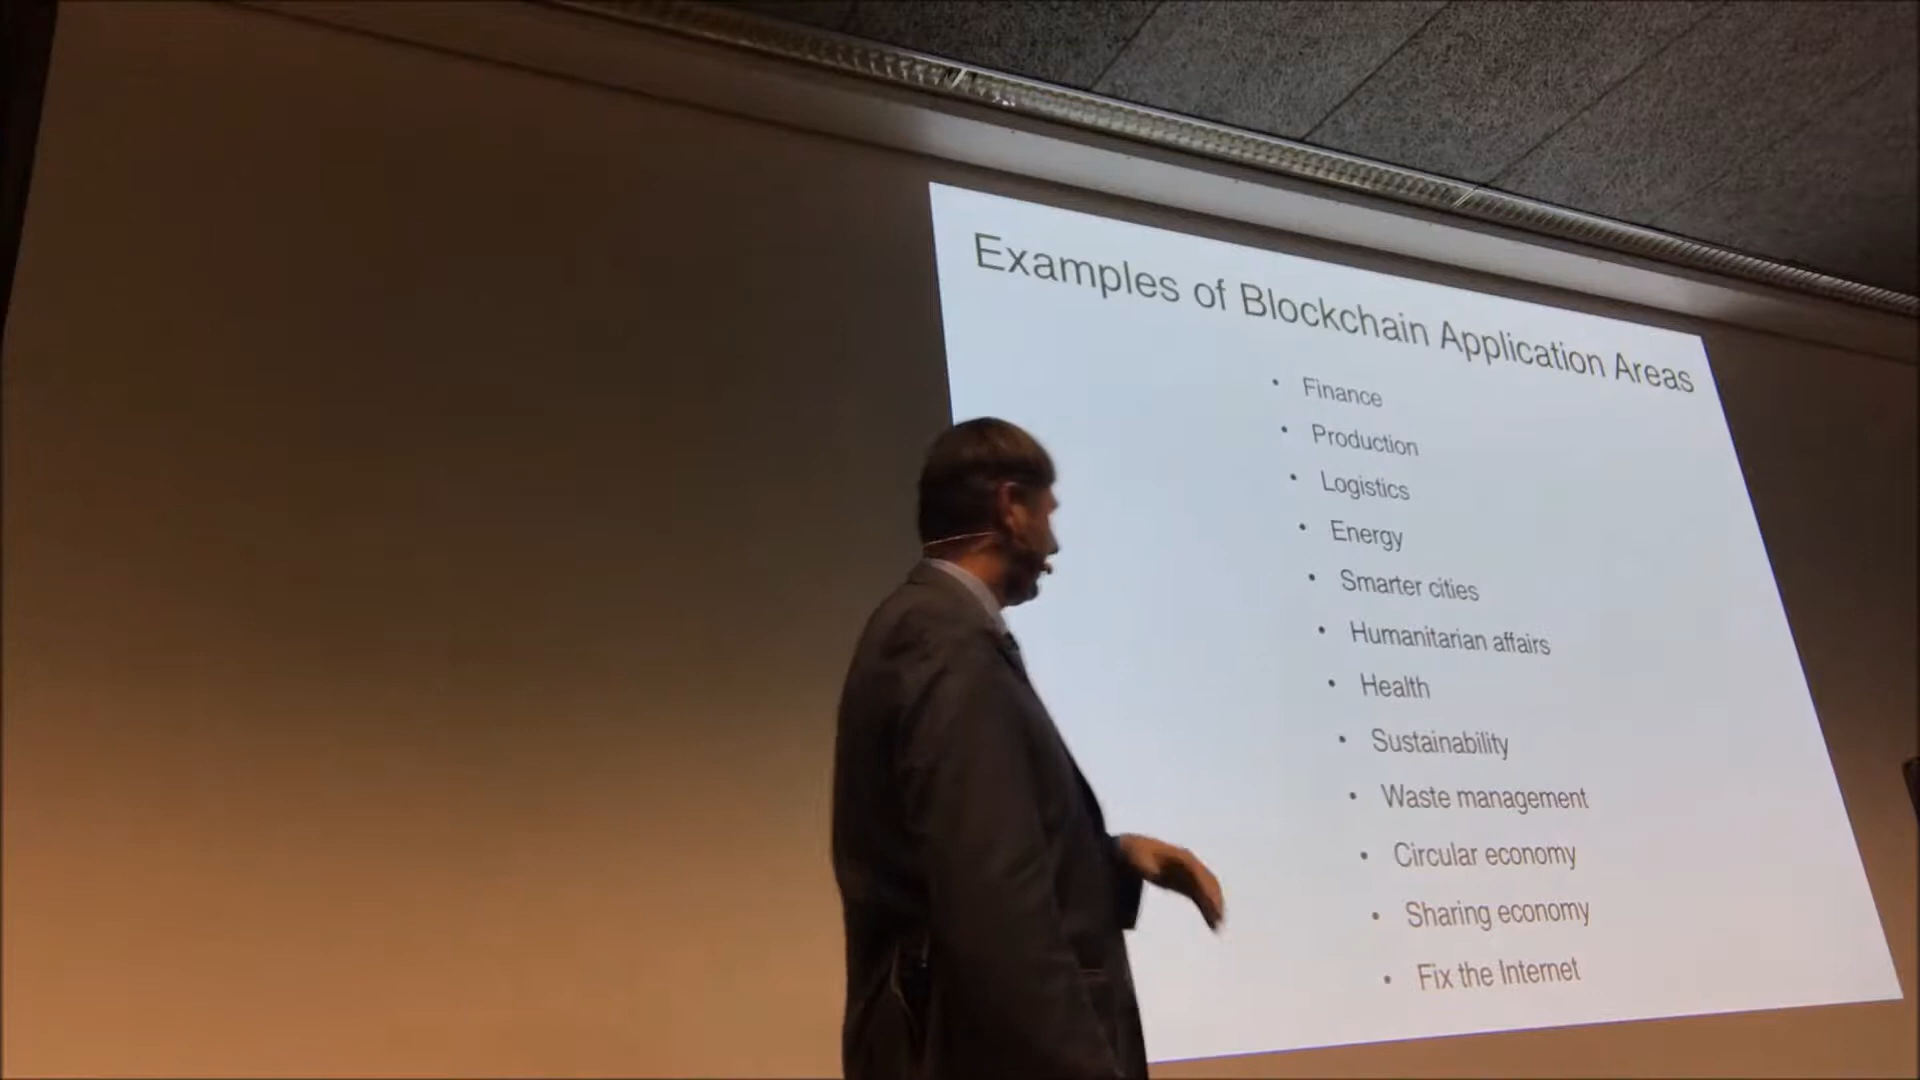 Examples of Blockchain Application Areas
• Finance
• Production
• Logistics
• Energy
• Smarter cities
• Humanitarian affairs
• Health
• Sustainability
• Waste management
• Circular economy
• Sharing economy
• Fix the Internet